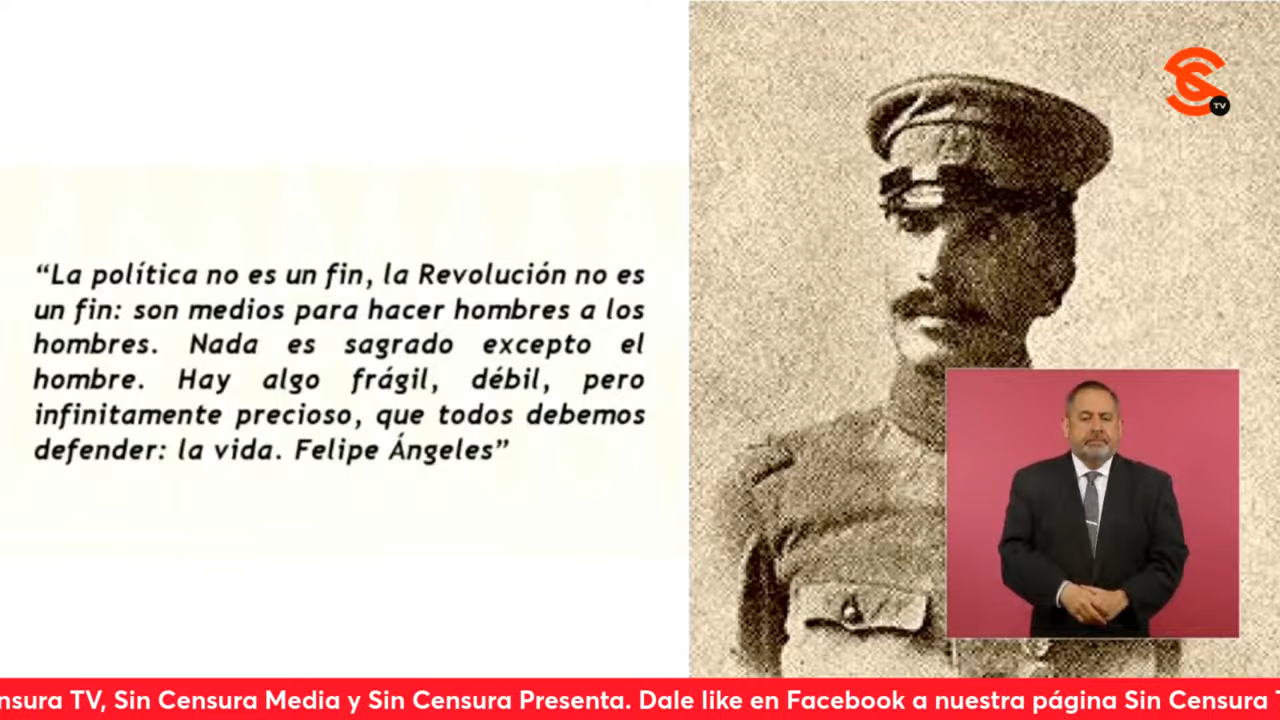 “La política no es un fin, la Revolución no es
un fin: son medios para hacer hombres a los
hombres. Nada es sagrado excepto el
hombre. Hay algo frágil, débil, pero
infinitamente precioso, que todos debemos
defender: la vida. Felipe Ángeles”
TV
nsura TV, Sin Censura Media y Sin Censura Presenta. Dale like en Facebook a nuestra página Sin Censura T